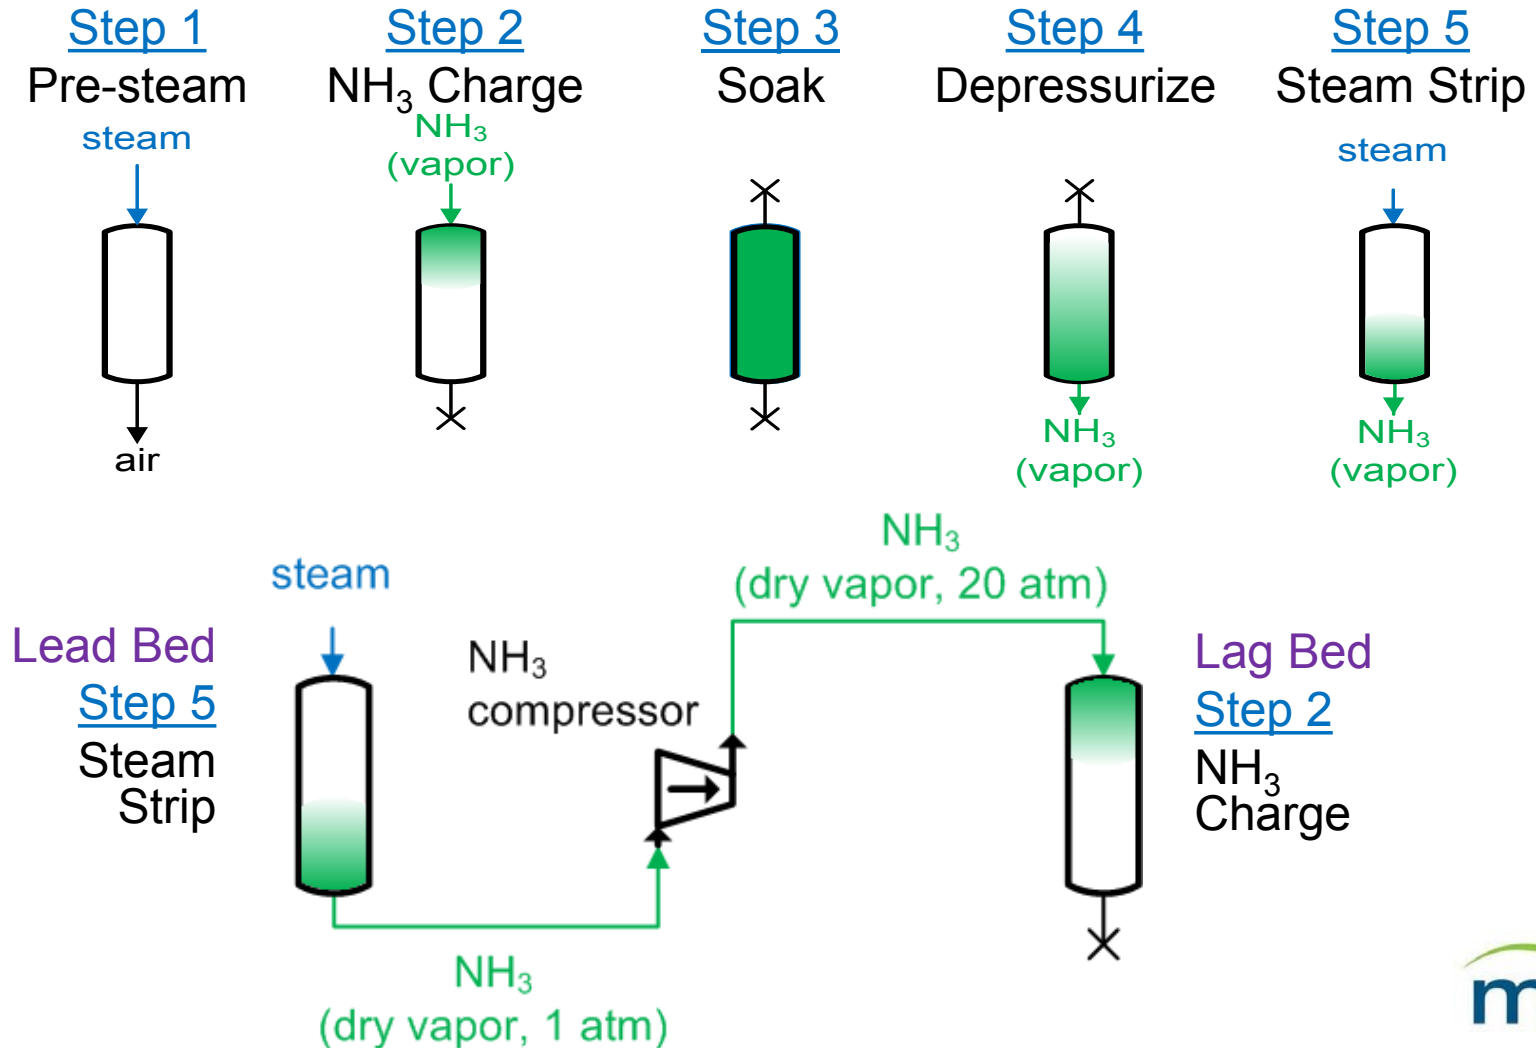 Step 1
Pre-steam
steam
air
Step 2
NH₃ Charge
NH₃
(vapor)
Step 3
Soak
Step 4
Depressurize
NH₃
(vapor)
Step 5
Steam Strip
steam
NH₃
(vapor)
Lead Bed
Step 5
Steam
Strip
steam
NH₃
(dry vapor, 1 atm)
NH₃
compressor
NH₃
(dry vapor, 20 atm)
Lag Bed
Step 2
NH₃
Charge